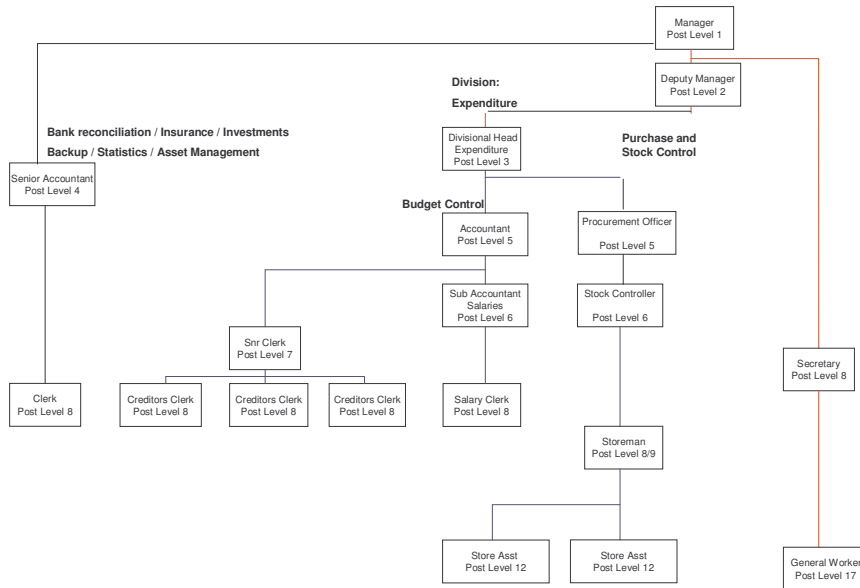 Manager
Post Level 1
Deputy Manager
Post Level 2
Division:
Expenditure
Bank reconciliation / Insurance / Investments
Backup / Statistics / Asset Management
Divisional Head
Expenditure
Post Level 3
Purchase and
Stock Control
Senior Accountant
Post Level 4
Budget Control
Accountant
Post Level 5
Procurement Officer
Post Level 5
Sub Accountant
Salaries
Post Level 6
Stock Controller
Post Level 6
Snr Clerk
Post Level 7
Secretary
Post Level 8
Clerk
Post Level 8
Creditors Clerk
Post Level 8
Creditors Clerk
Post Level 8
Creditors Clerk
Post Level 8
Salary Clerk
Post Level 8
Storeman
Post Level 8/9
Store Asst
Post Level 12
Store Asst
Post Level 12
General Worker
Post Level 17